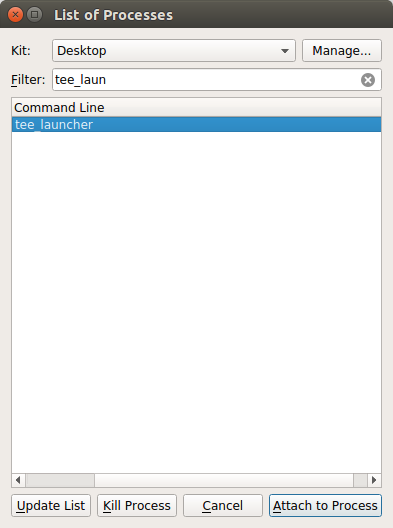 List of Processes
Kit: Desktop Manage...
Filter: tee_laun
Command Line
tee_launcher
Update List Kill Process Cancel Attach to Process